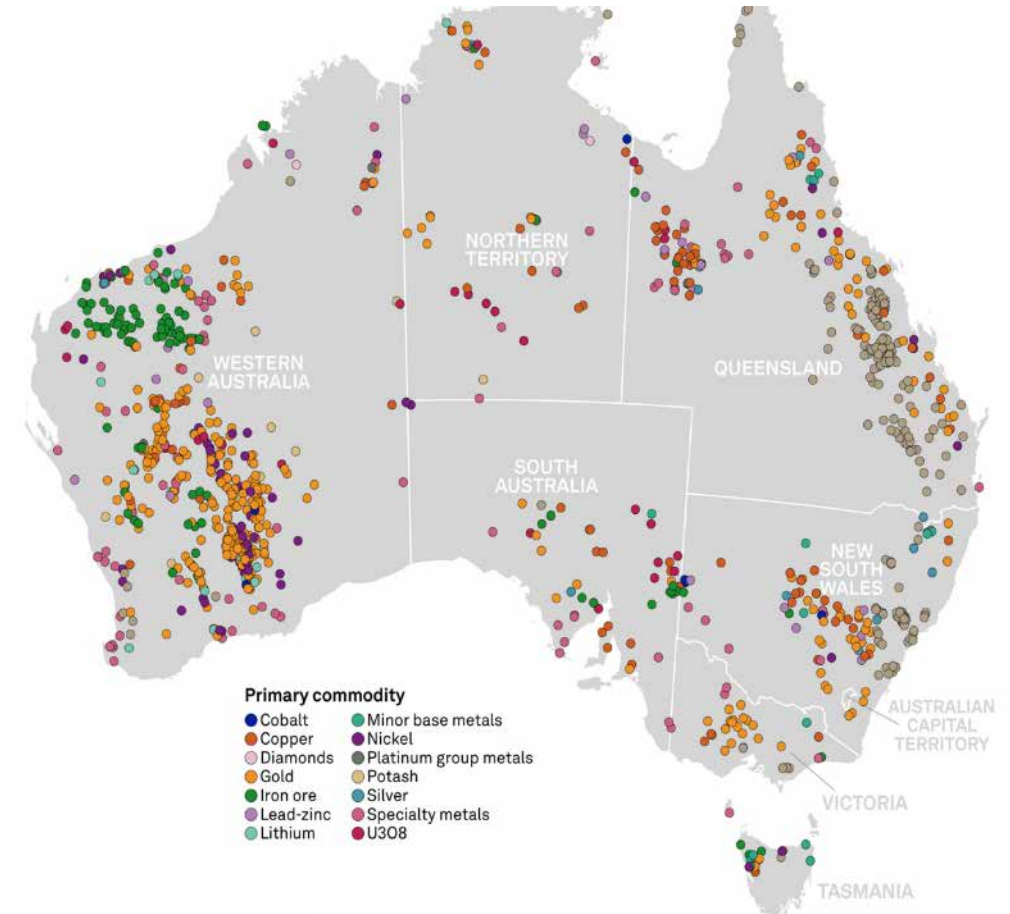 NORTHERN
TERRITORY
WESTERN
AUSTRALIA
QUEENSLAND
SOUTH
AUSTRALIA
NEW
SOUTH
WALES
Primary commodity
Cobalt
Copper
Diamonds
Gold
Iron ore
Lead-zinc
Lithium
Minor base metals
Nickel
Platinum group metals
Potash
Silver
Specialty metals
U3O8
AUSTRALIAN
CAPITAL
TERRITORY
VICTORIA
TASMANIA